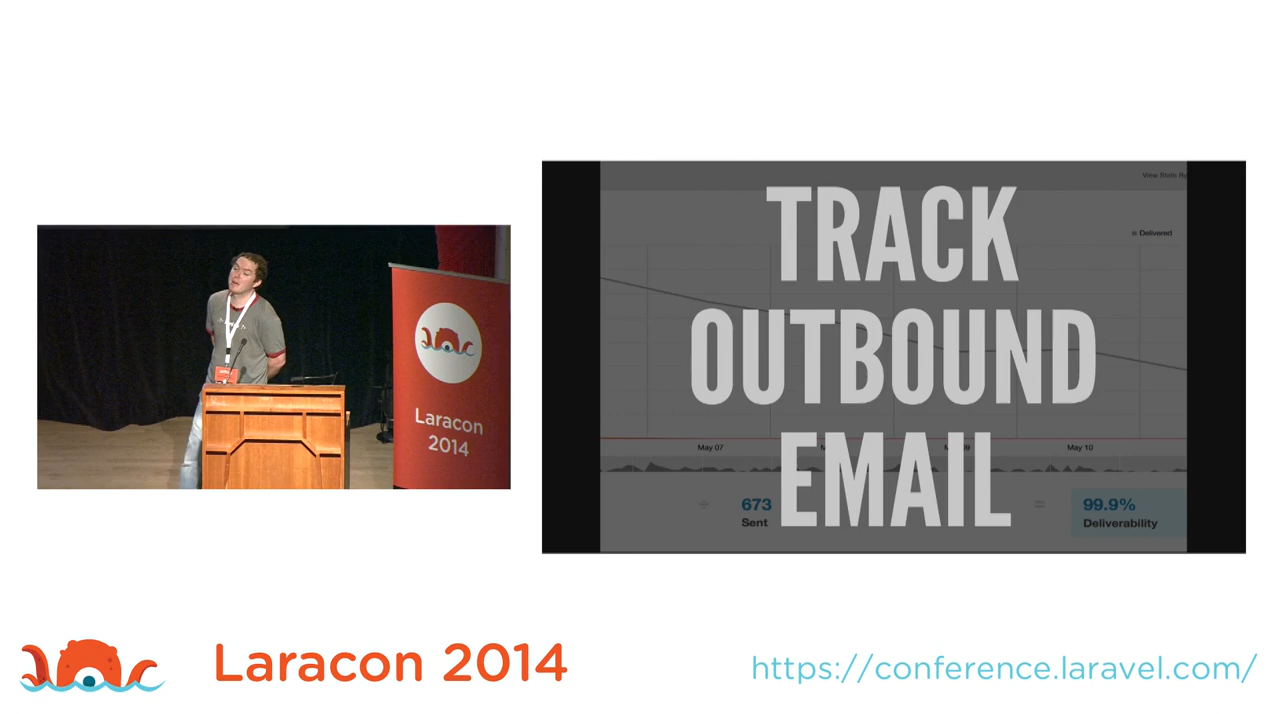 Laracon
2014
View Stats By
TRACK
Delivered
OUTBOUND
May 07
May 10
EMAIL
673
Sent
=
99.9%
Deliverability
Laracon 2014
https://conference.laravel.com/